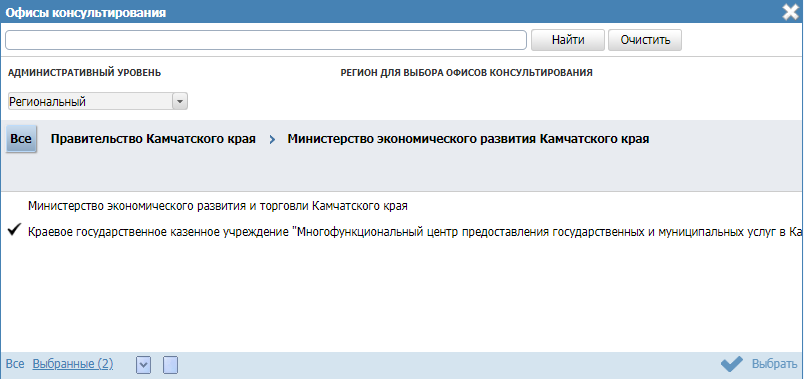 Офисы консультирования
Найти Очистить
АДМИНИСТРАТИВНЫЙ УРОВЕНЬ РЕГИОН ДЛЯ ВЫБОРА ОФИСОВ КОНСУЛЬТИРОВАНИЯ
Региональный
Все Правительство Камчатского края Министерство экономического развития Камчатского края
Министерство экономического развития и торговли Камчатского края
Краевое государственное казенное учреждение "Многофункциональный центр предоставления государственных и муниципальных услуг в Ка
Все Выбранные (2) Выбрать